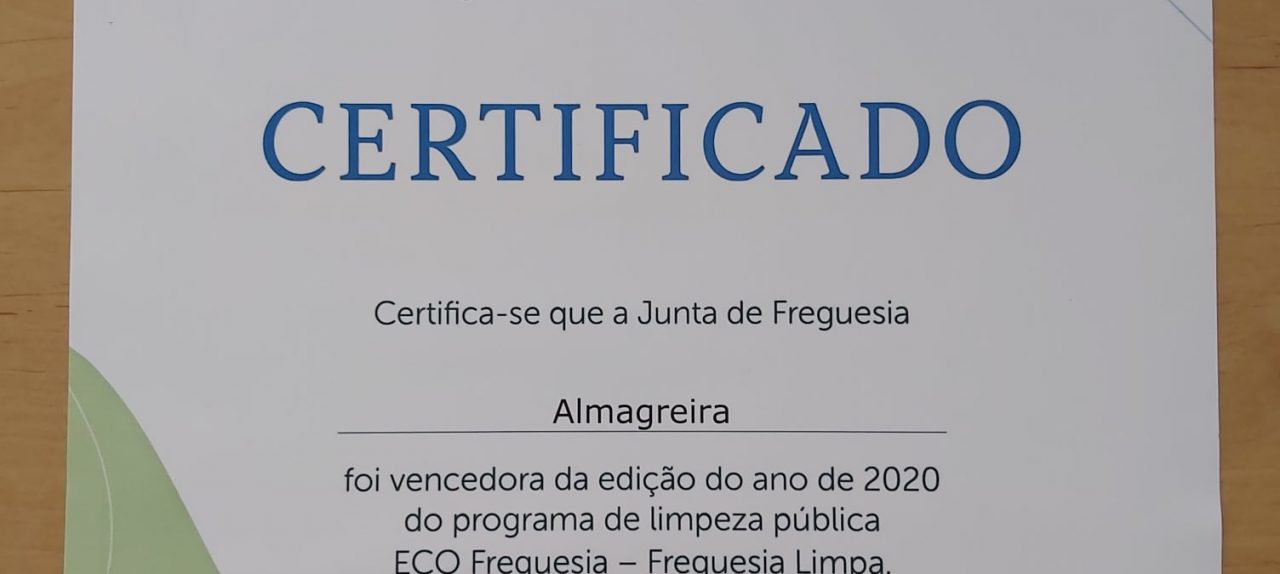 CERTIFICADO
Certifica-se que a Junta de Freguesia
Almagreira
foi vencedora da edição do ano de 2020
do programa de limpeza pública
ECO Freguesia – Freguesia Limpa.